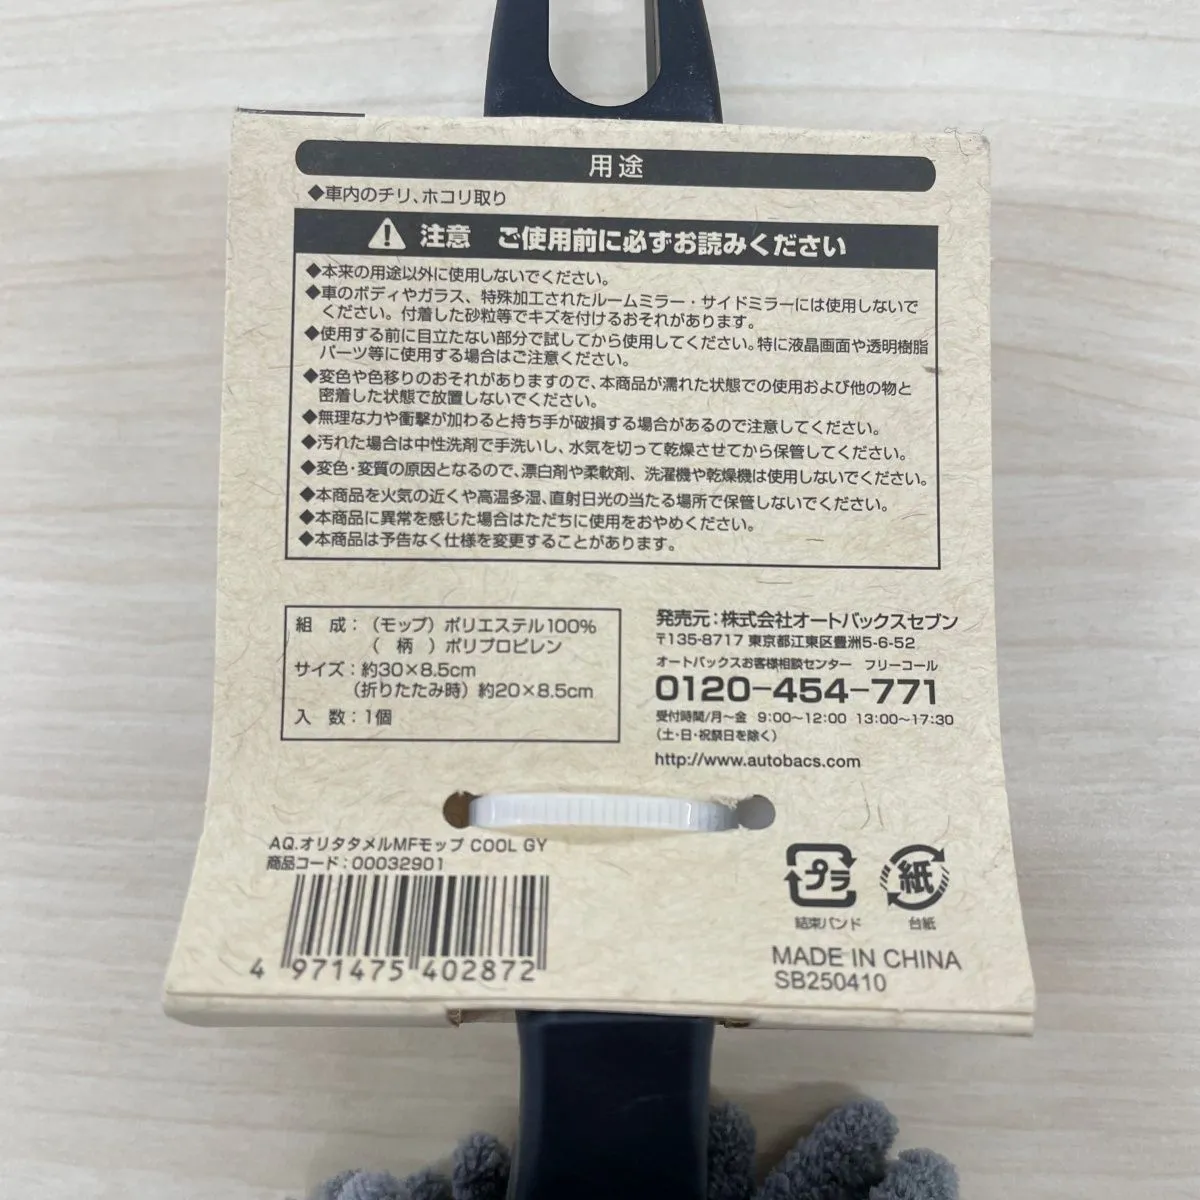 用途
◆車内のチリ、ホコリ取り
注意 ご使用前に必ずお読みください
◆本来の用途以外に使用しないでください。
◆車のボディやガラス、特殊加工されたルームミラー・サイドミラーには使用しないで
ください。付着した砂粒等でキズを付けるおそれがあります。
◆使用する前に目立たない部分で試してから使用してください。特に液晶画面や透明樹脂
パーツ等に使用する場合はご注意ください。
◆変色や色移りのおそれがありますので、本商品が濡れた状態での使用および他の物と
密着した状態で放置しないでください。
◆無理な力や衝撃が加わると持ち手が破損する場合があるので注意してください。
◆汚れた場合は中性洗剤で手洗いし、水気を切って乾燥させてから保管してください。
◆変色・変質の原因となるので、漂白剤や柔軟剤、洗濯機や乾燥機は使用しないでください。
◆本商品を火気の近くや高温多湿、直射日光の当たる場所で保管しないでください。
◆本商品に異常を感じた場合はただちに使用をおやめください。
◆本商品は予告なく仕様を変更することがあります。
組 成：（モップ）ポリエステル100%
（ 柄 ）ポリプロピレン
サイズ：約30×8.5cm
（折りたたみ時）約20×8.5cm
入 数：1個
発売元：株式会社オートバックスセブン
〒135-8717 東京都江東区豊洲5-6-52
オートバックスお客様相談センター フリーコール
0120-454-771
受付時間/月～金 9:00～12:00 13:00～17:30
（土・日・祝祭日を除く）
http://www.autobacs.com
AQ.オリタタメルMFモップ COOL GY
商品コード：00032901
4 971475 402872
プラ 紙
結束バンド 台紙
MADE IN CHINA
SB250410